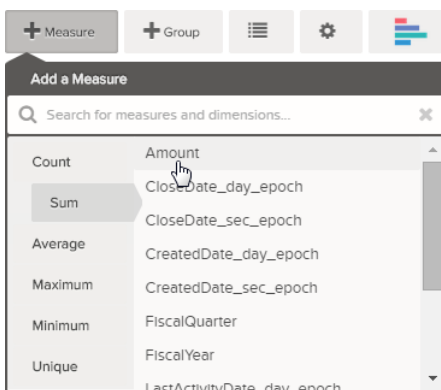 Measure
Group
Add a Measure
Search for measures and dimensions...
Count
Sum
Average
Maximum
Minimum
Unique
Amount
CloseDate_day_epoch
CloseDate_sec_epoch
CreatedDate_day_epoch
CreatedDate_sec_epoch
FiscalQuarter
FiscalYear
LastActivityDate_day_epoch